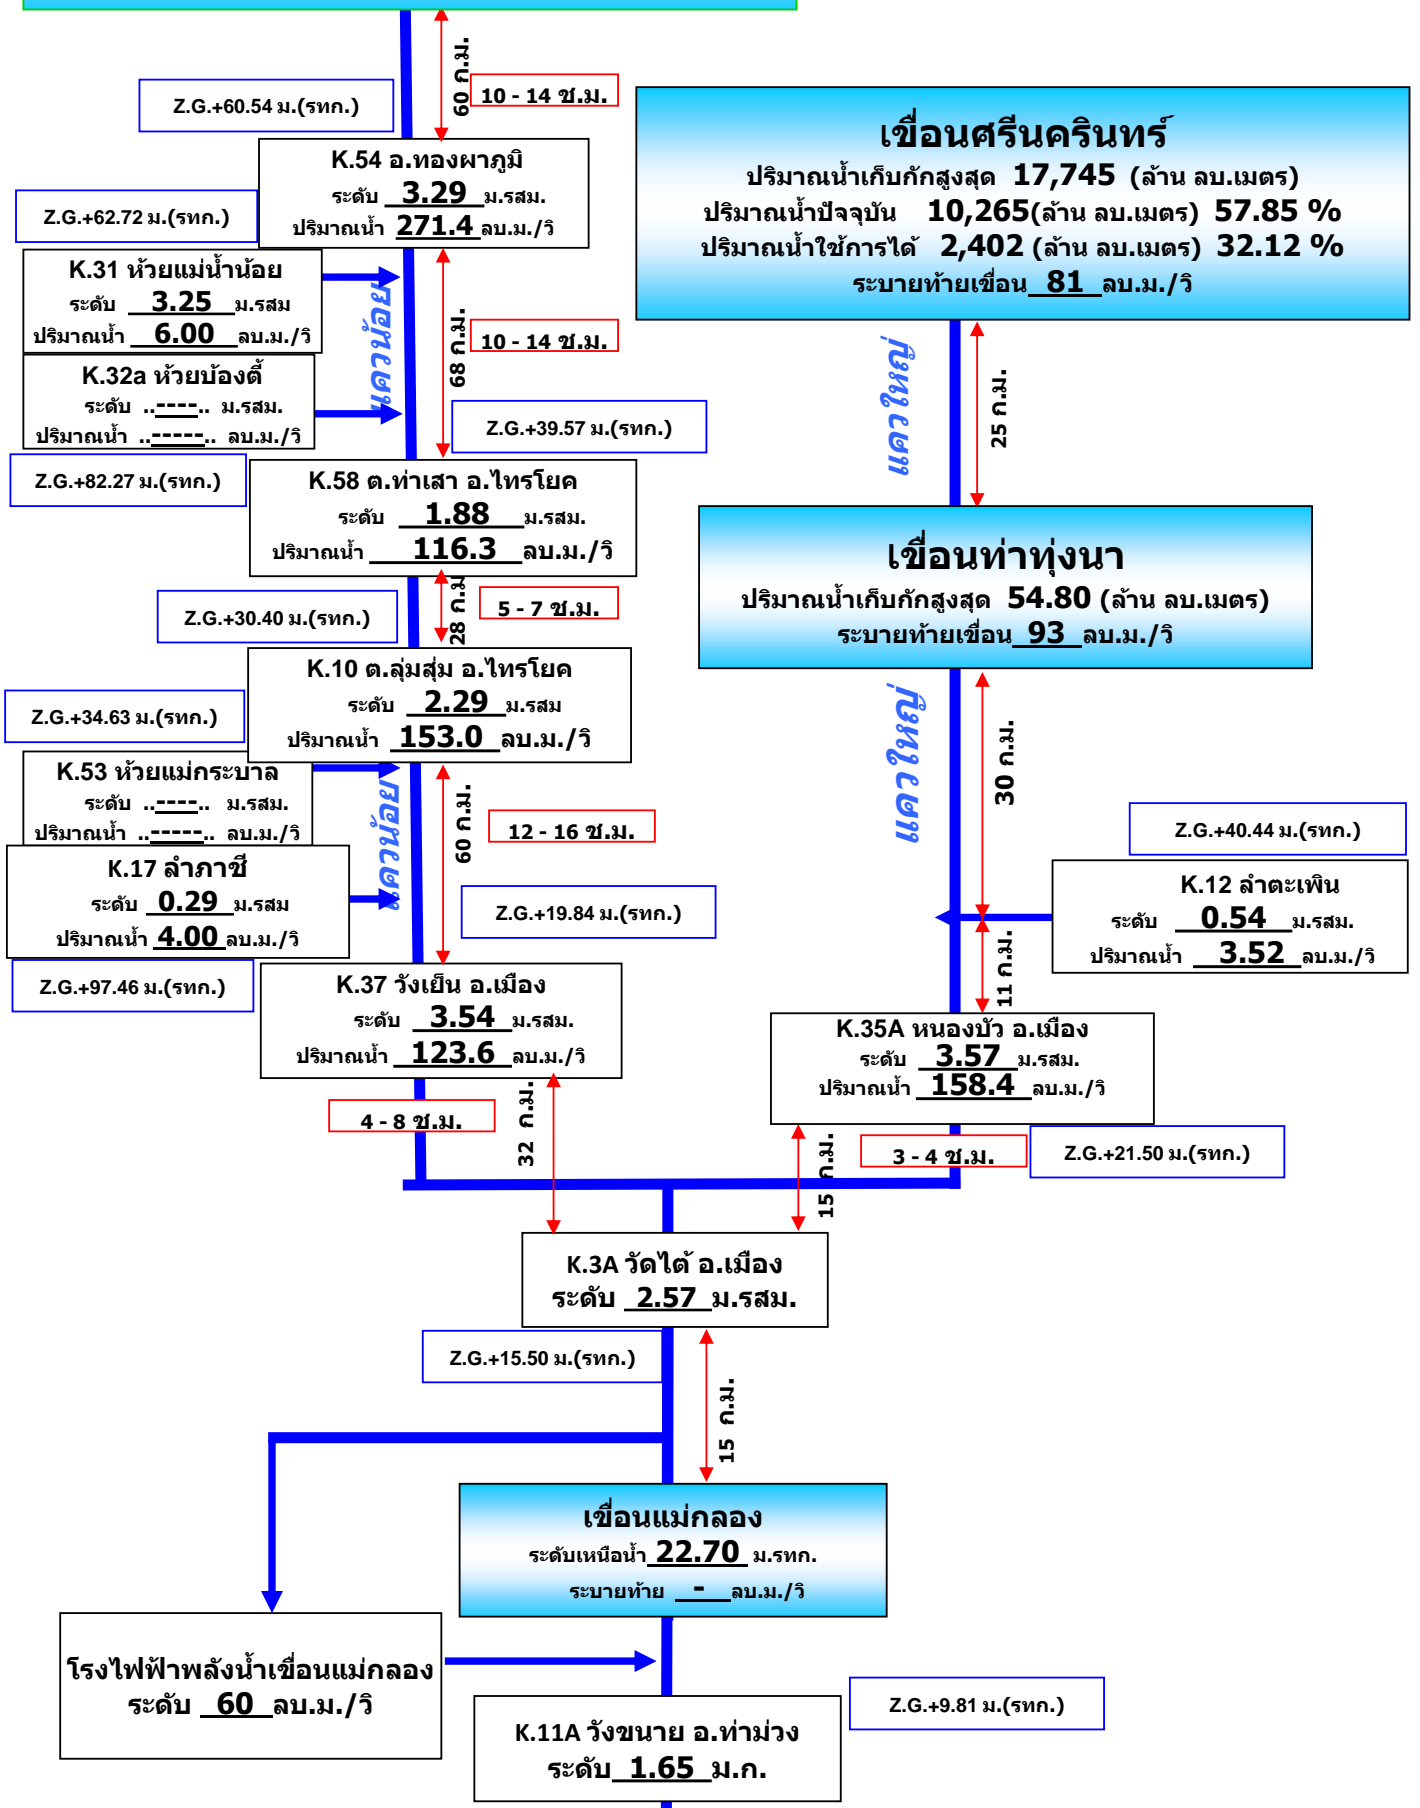 60 ก.ม.
10 - 14 ช.ม.
Z.G.+60.54 ม.(รทก.)
K.54 อ.ทองผาภูมิ
ระดับ 3.29 ม.รสม.
ปริมาณน้ำ 271.4 ลบ.ม./วิ
Z.G.+62.72 ม.(รทก.)
K.31 ห้วยแม่น้ำน้อย
ระดับ 3.25 ม.รสม
ปริมาณน้ำ 6.00 ลบ.ม./วิ
K.32a ห้วยบ้องตี้
ระดับ ..----.. ม.รสม.
ปริมาณน้ำ ..-----.. ลบ.ม./วิ
Z.G.+82.27 ม.(รทก.)
แควน้อย
68 ก.ม.
10 - 14 ช.ม.
Z.G.+39.57 ม.(รทก.)
K.58 ต.ท่าเสา อ.ไทรโยค
ระดับ 1.88 ม.รสม.
ปริมาณน้ำ 116.3 ลบ.ม./วิ
28 ก.ม
5 - 7 ช.ม.
Z.G.+30.40 ม.(รทก.)
K.10 ต.ลุ่มสุ่ม อ.ไทรโยค
ระดับ 2.29 ม.รสม
ปริมาณน้ำ 153.0 ลบ.ม./วิ
Z.G.+34.63 ม.(รทก.)
K.53 ห้วยแม่กระบาล
ระดับ ..----.. ม.รสม.
ปริมาณน้ำ ..-----.. ลบ.ม./วิ
K.17 ลำภาชี
ระดับ 0.29 ม.รสม
ปริมาณน้ำ 4.00 ลบ.ม./วิ
Z.G.+97.46 ม.(รทก.)
แควน้อย
60 ก.ม.
12 - 16 ช.ม.
Z.G.+19.84 ม.(รทก.)
K.37 วังเย็น อ.เมือง
ระดับ 3.54 ม.รสม.
ปริมาณน้ำ 123.6 ลบ.ม./วิ
4 - 8 ช.ม.
32 ก.ม.
เขื่อนศรีนครินทร์
ปริมาณน้ำเก็บกักสูงสุด 17,745 (ล้าน ลบ.เมตร)
ปริมาณน้ำปัจจุบัน 10,265(ล้าน ลบ.เมตร) 57.85 %
ปริมาณน้ำใช้การได้ 2,402 (ล้าน ลบ.เมตร) 32.12 %
ระบายท้ายเขื่อน 81 ลบ.ม./วิ
แควใหญ่
25 ก.ม.
เขื่อนท่าทุ่งนา
ปริมาณน้ำเก็บกักสูงสุด 54.80 (ล้าน ลบ.เมตร)
ระบายท้ายเขื่อน 93 ลบ.ม./วิ
แควใหญ่
30 ก.ม.
Z.G.+40.44 ม.(รทก.)
K.12 ลำตะเพิน
ระดับ 0.54 ม.รสม.
ปริมาณน้ำ 3.52 ลบ.ม./วิ
11 ก.ม.
K.35A หนองบัว อ.เมือง
ระดับ 3.57 ม.รสม.
ปริมาณน้ำ 158.4 ลบ.ม./วิ
15 ก.ม.
3 - 4 ช.ม.
Z.G.+21.50 ม.(รทก.)
K.3A วัดไต้ อ.เมือง
ระดับ 2.57 ม.รสม.
Z.G.+15.50 ม.(รทก.)
15 ก.ม.
เขื่อนแม่กลอง
ระดับเหนือน้ำ 22.70 ม.รทก.
ระบายท้าย - ลบ.ม./วิ
โรงไฟฟ้าพลังน้ำเขื่อนแม่กลอง
ระดับ 60 ลบ.ม./วิ
Z.G.+9.81 ม.(รทก.)
K.11A วังขนาย อ.ท่าม่วง
ระดับ 1.65 ม.ก.